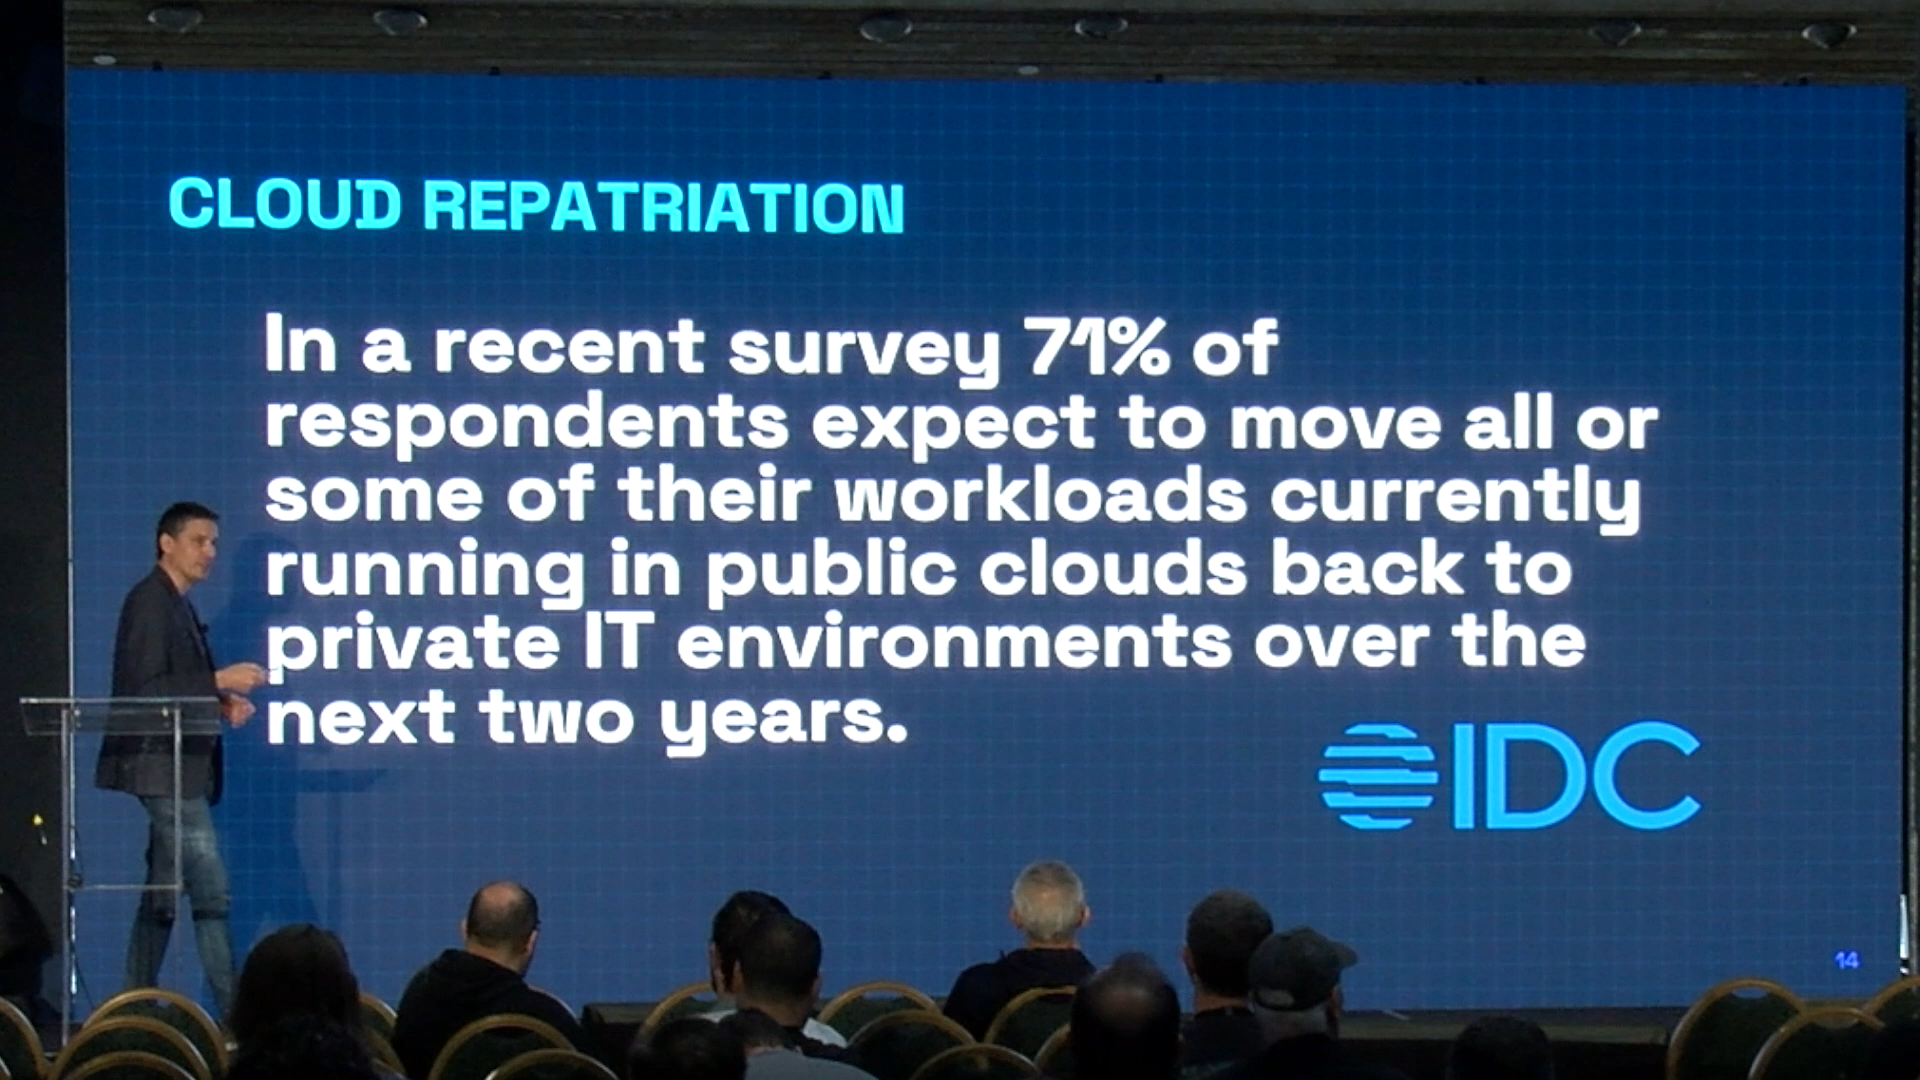 CLOUD REPATRIATION
In a recent survey 71% of
respondents expect to move all or
some of their workloads currently
running in public clouds back to
private IT environments over the
next two years.
IDC
14